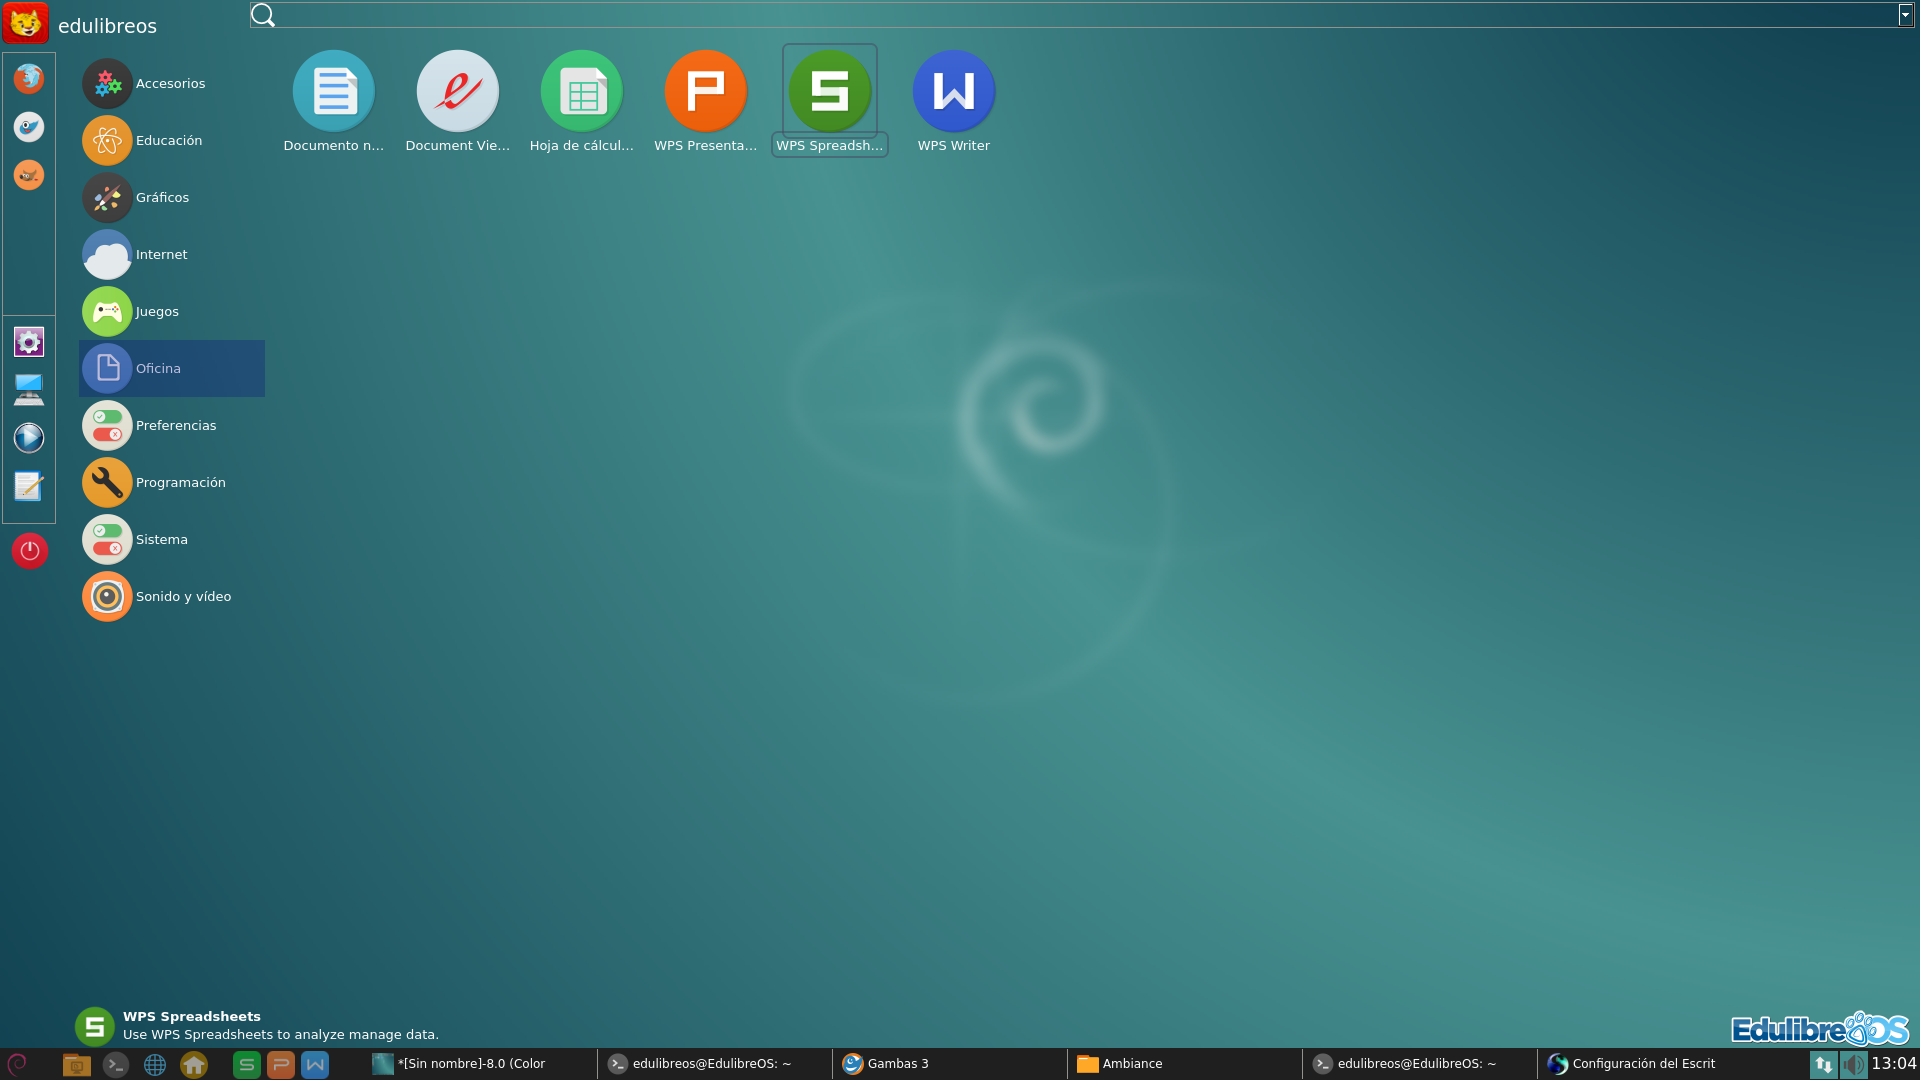 edulibreos
Accesorios
Educación
Gráficos
Internet
Juegos
Oficina
Preferencias
Programación
Sistema
Sonido y vídeo
Documento n...
Document Vie...
Hoja de cálcul...
WPS Presenta...
WPS Spreadsh...
WPS Writer
WPS Spreadsheets
Use WPS Spreadsheets to analyze manage data.
EdulibreOS
*[Sin nombre]-8.0 (Color
edulibreos@EdulibreOS: ~
Gambas 3
Ambiance
edulibreos@EdulibreOS: ~
Configuración del Escrit
13:04